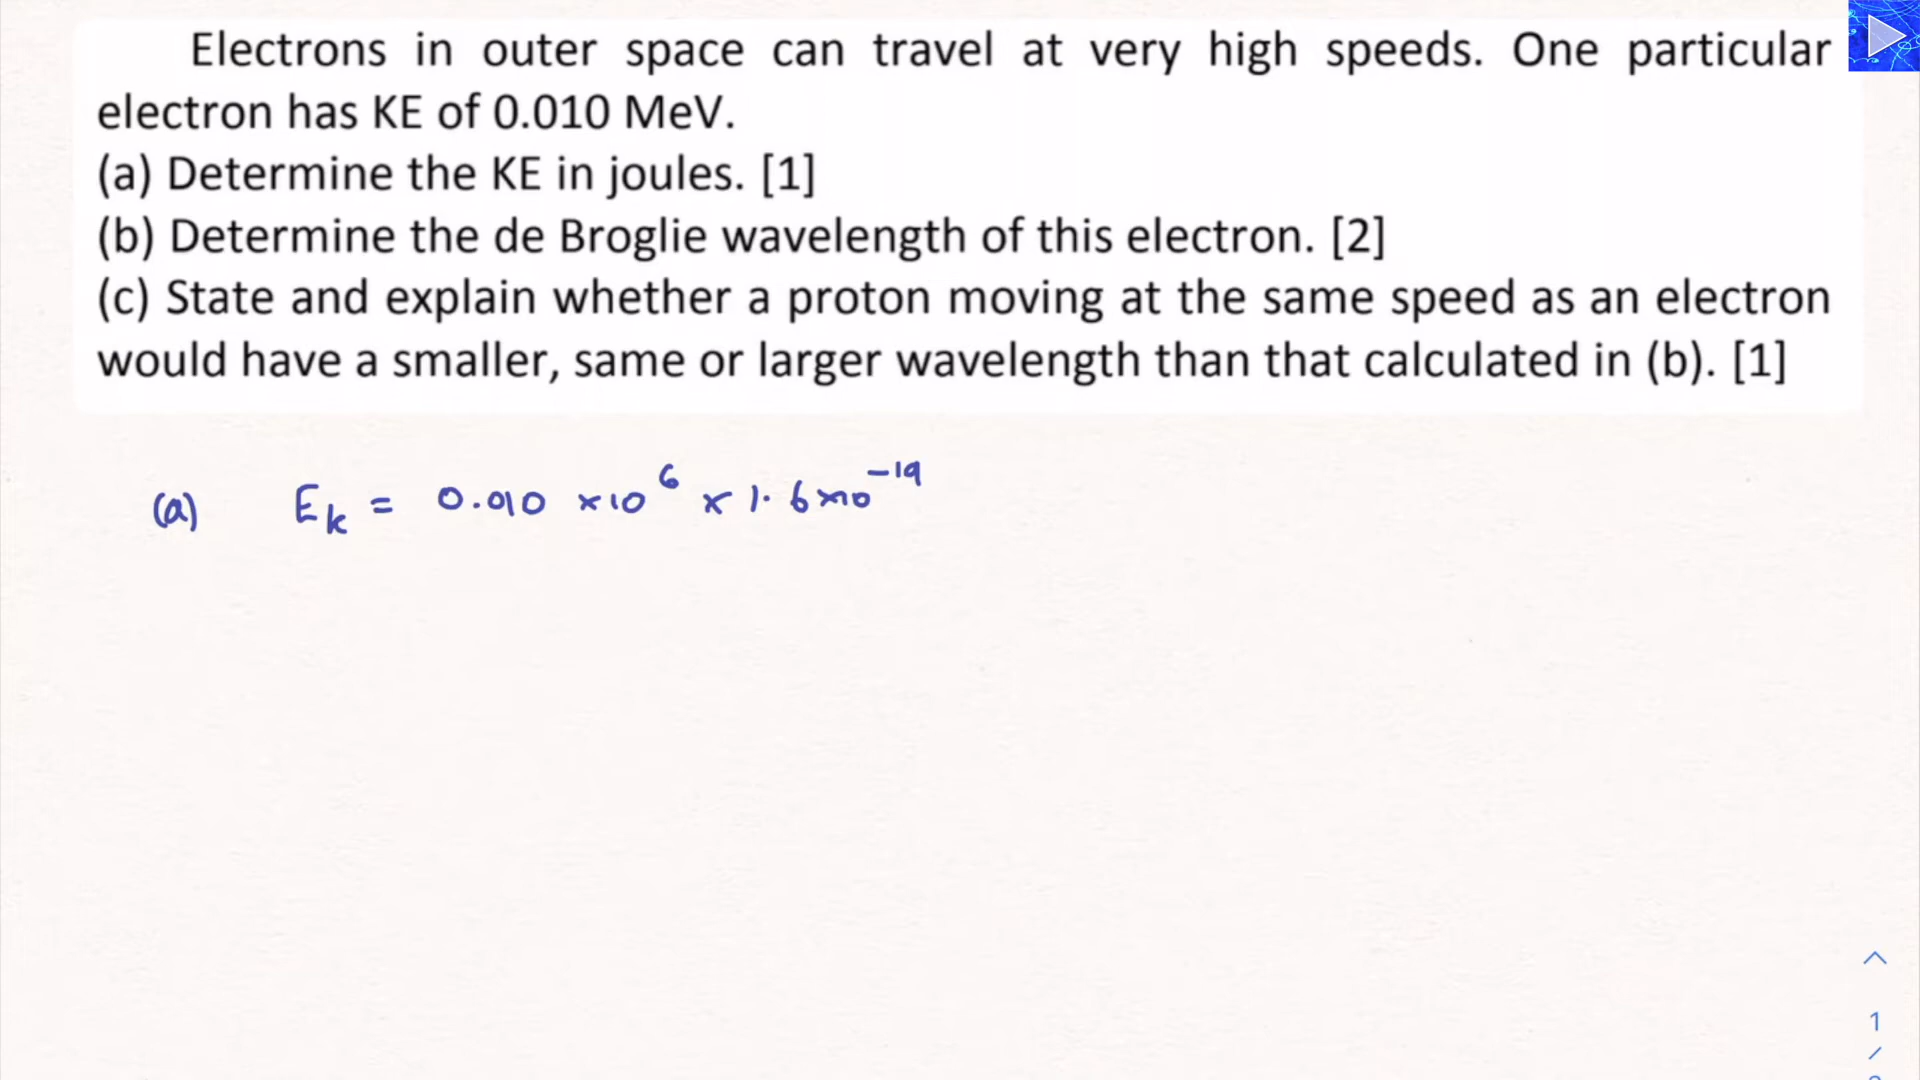 Electrons in outer space can travel at very high speeds. One particular
electron has KE of 0.010 MeV.
(a) Determine the KE in joules. [1]
(b) Determine the de Broglie wavelength of this electron. [2]
(c) State and explain whether a proton moving at the same speed as an electron
would have a smaller, same or larger wavelength than that calculated in (b). [1]
(a) Eₖ = 0.010 ×10⁶ × 1.6×10⁻¹⁹
1
/